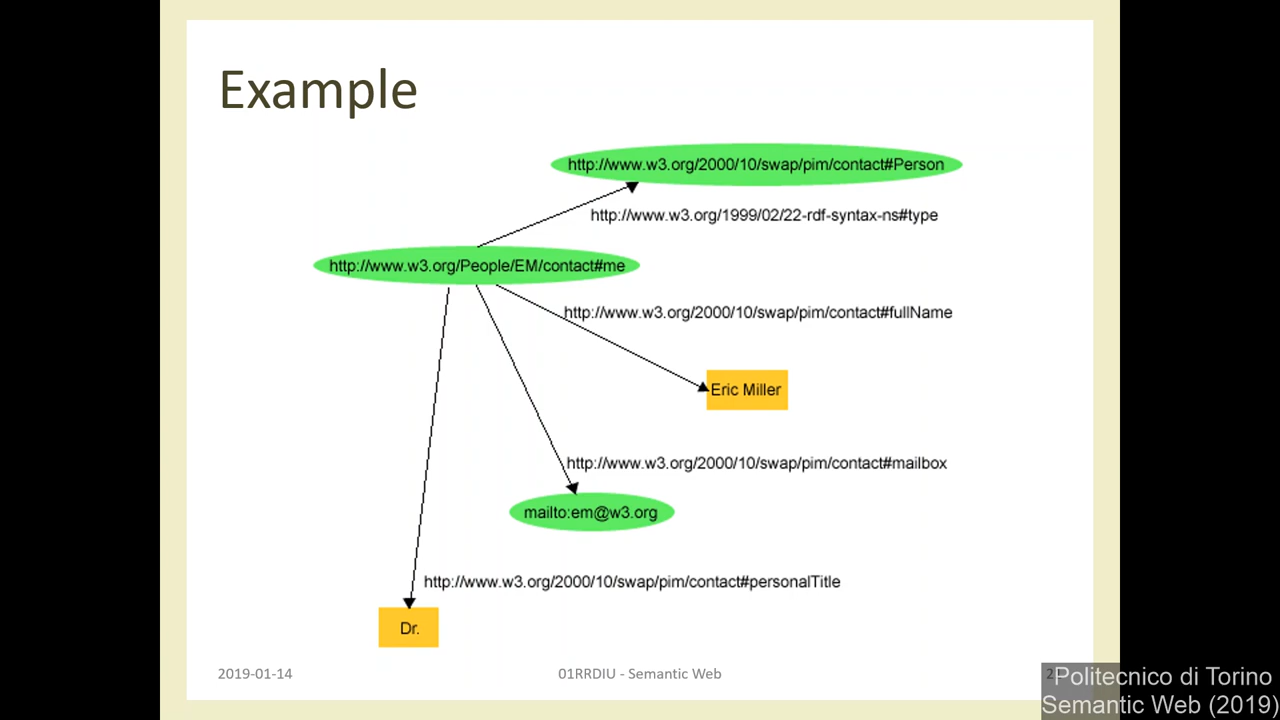 Example
http://www.w3.org/2000/10/swap/pim/contact#Person
http://www.w3.org/1999/02/22-rdf-syntax-ns#type
http://www.w3.org/People/EM/contact#me
http://www.w3.org/2000/10/swap/pim/contact#fullName
Eric Miller
http://www.w3.org/2000/10/swap/pim/contact#mailbox
mailto:em@w3.org
http://www.w3.org/2000/10/swap/pim/contact#personalTitle
Dr.
2019-01-14
01RRDIU - Semantic Web
Politecnico di Torino
Semantic Web (2019)